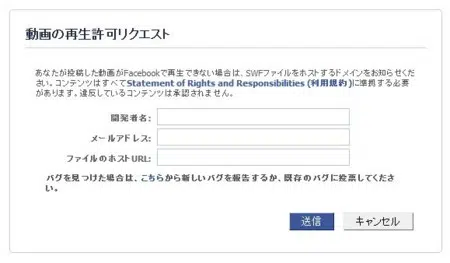 動画の再生許可リクエスト
あなたが投稿した動画がFacebookで再生できない場合は、SWFファイルをホストするドメインをお知らせくだ
さい。コンテンツはすべてStatement of Rights and Responsibilities (利用規約)に準拠する必要
があります。違反しているコンテンツは承認されません。
開発者名:
メールアドレス:
ファイルのホストURL:
バグを見つけた場合は、こちらから新しいバグを報告するか、既存のバグに投票してくださ
い。
送信 キャンセル